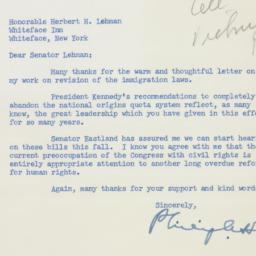 Honorable Herbert H. Lehman
Whiteface Inn
Whiteface, New York
Dear Senator Lehman:
Many thanks for the warm and thoughtful letter on
my work on revision of the immigration laws.
President Kennedy's recommendations to completely
abandon the national origins quota system reflect, as many
know, the great leadership which you have given in this effo
for so many years.
Senator Eastland has assured me we can start hear
on these bills this fall. I know you agree with me that th
current preoccupation of the Congress with civil rights is
entirely appropriate attention to another long overdue refo
for human rights.
Again, many thanks for your support and kind word
Sincerely,